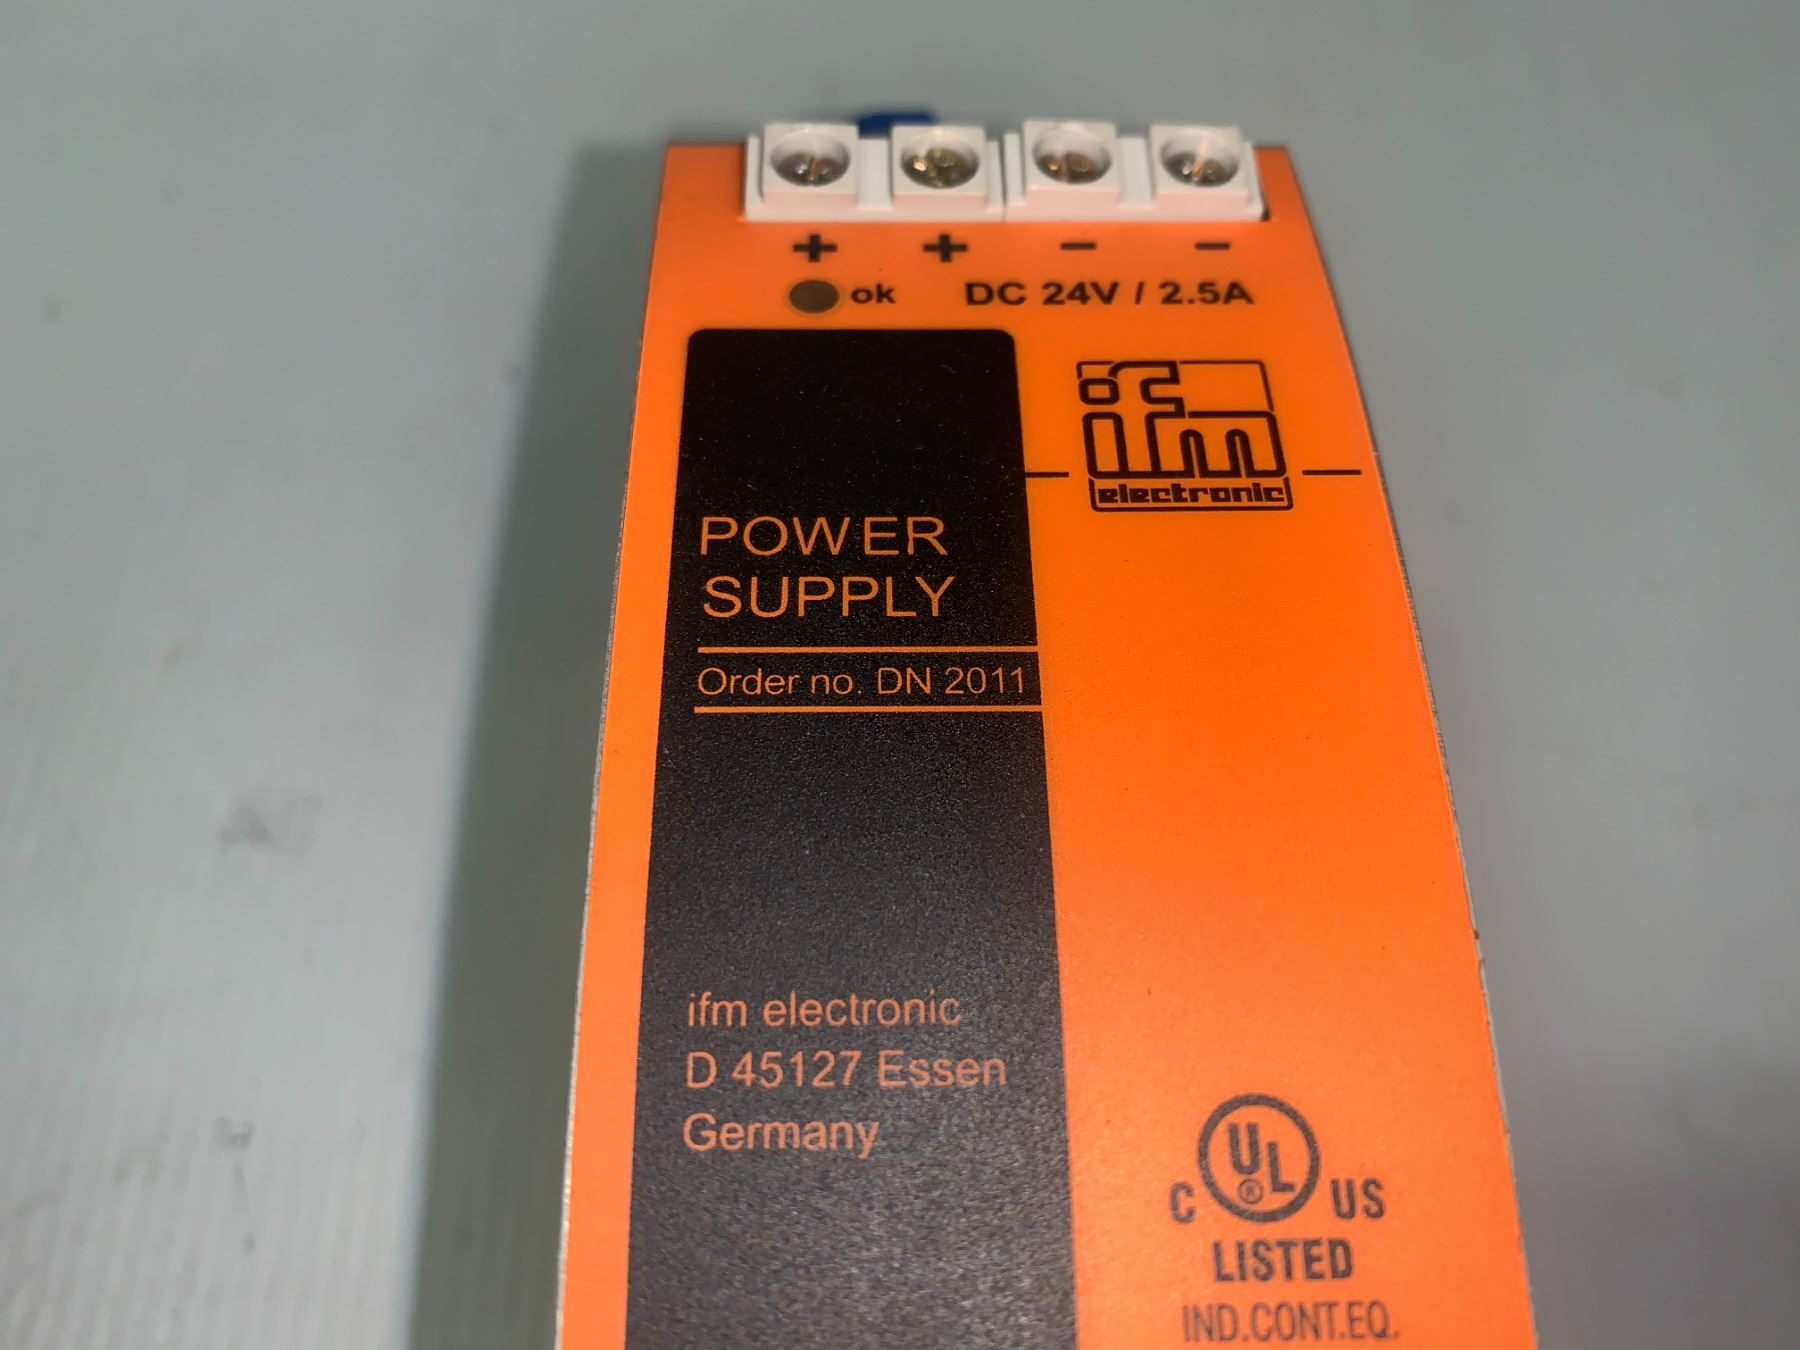 + + - -
ok DC 24V / 2.5A
ifm
electronic
POWER
SUPPLY
Order no. DN 2011
ifm electronic
D 45127 Essen
Germany
C UL ® US
LISTED
IND.CONT.EQ.